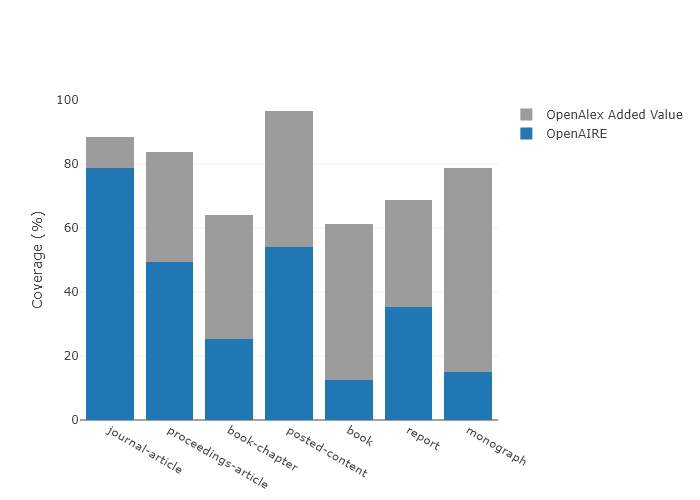 OpenAlex Added Value
OpenAIRE
Coverage (%)
100
80
60
40
20
0
journal-article
proceedings-article
book-chapter
posted-content
book
report
monograph